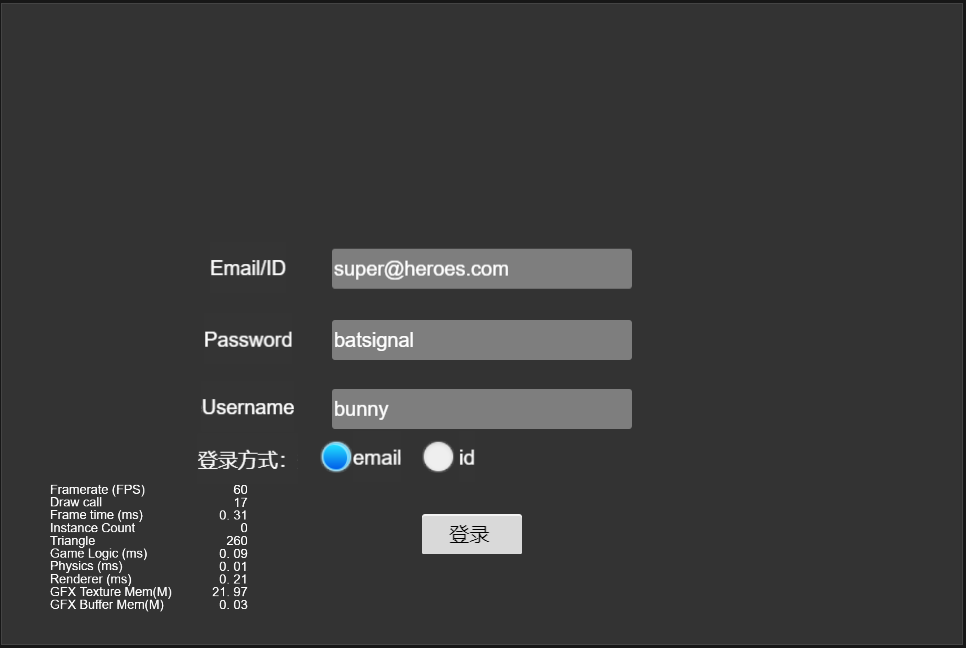 Email/ID super@heroes.com
Password batsignal
Username bunny
登录方式： email id
Framerate (FPS) 60
Draw call 17
Frame time (ms) 0. 31
Instance Count 0
Triangle 260
Game Logic (ms) 0. 09
Physics (ms) 0. 01
Renderer (ms) 0. 21
GFX Texture Mem(M) 21. 97
GFX Buffer Mem(M) 0. 03
登录